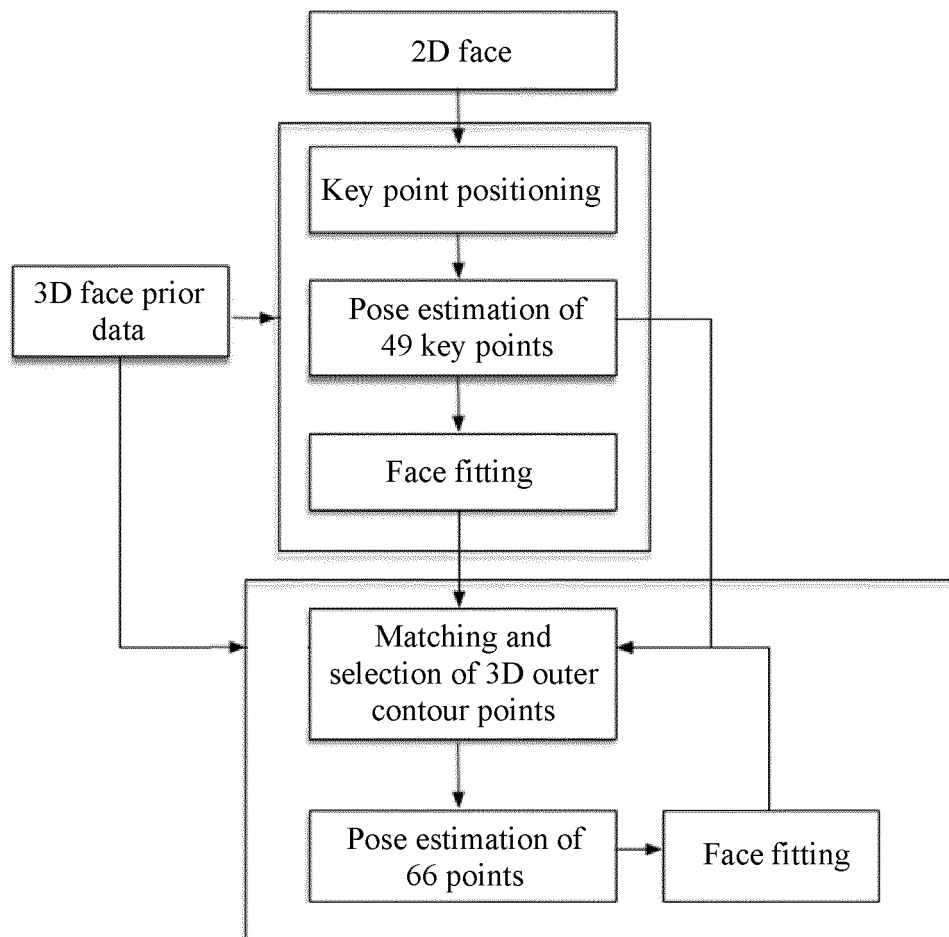 2D face
Key point positioning
3D face prior
data
Pose estimation of
49 key points
Face fitting
Matching and
selection of 3D outer
contour points
Pose estimation of
66 points
Face fitting